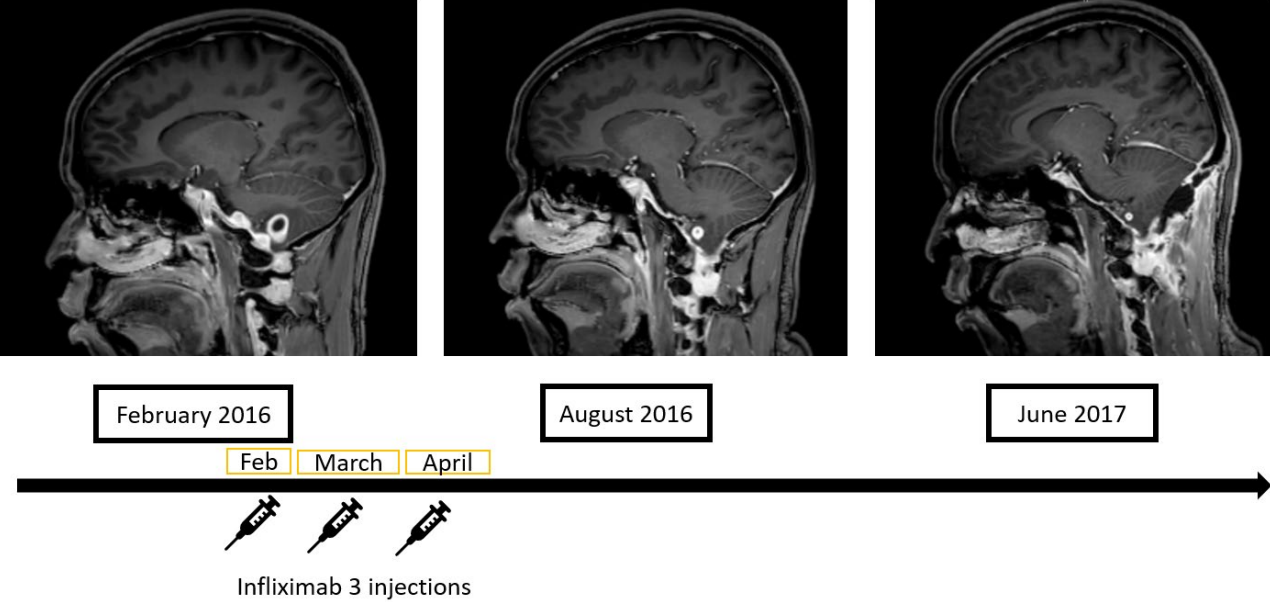 February 2016
August 2016
June 2017
Feb
March
April
Infliximab 3 injections